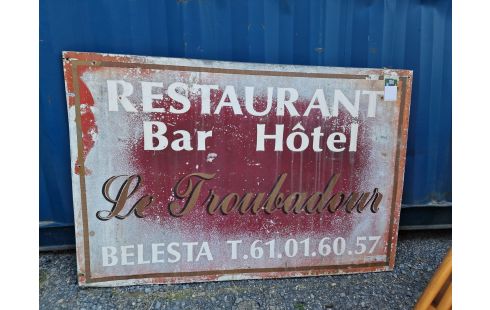 RESTAURANT
Bar Hôtel
Le Troubadour
BELESTA T.61.01.60.57